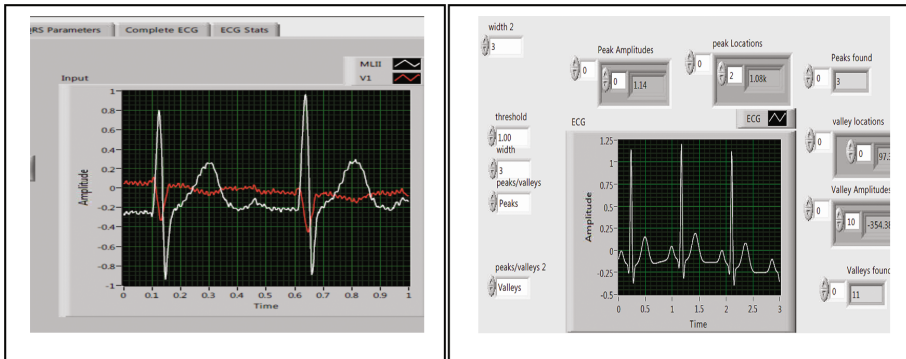 QRS Parameters Complete ECG ECG Stats
MLII
V1
Input
Amplitude
1
0.8
0.6
0.4
0.2
0
-0.2
-0.4
-0.6
-0.8
-1
0 0.1 0.2 0.3 0.4 0.5 0.6 0.7 0.8 0.9 1
Time
width 2
3
Peak Amplitudes
0
0
1.14
peak Locations
0
2
1.08k
Peaks found
0
3
threshold
1.00
width
3
peaks/valleys
Peaks
peaks/valleys 2
Valleys
ECG
ECG
Amplitude
1.25
1
0.75
0.5
0.25
0
-0.25
-0.5
0 0.5 1 1.5 2 2.5 3
Time
valley locations
0
0
97.
Valley Amplitudes
0
10
-354.38
Valleys found
0
11